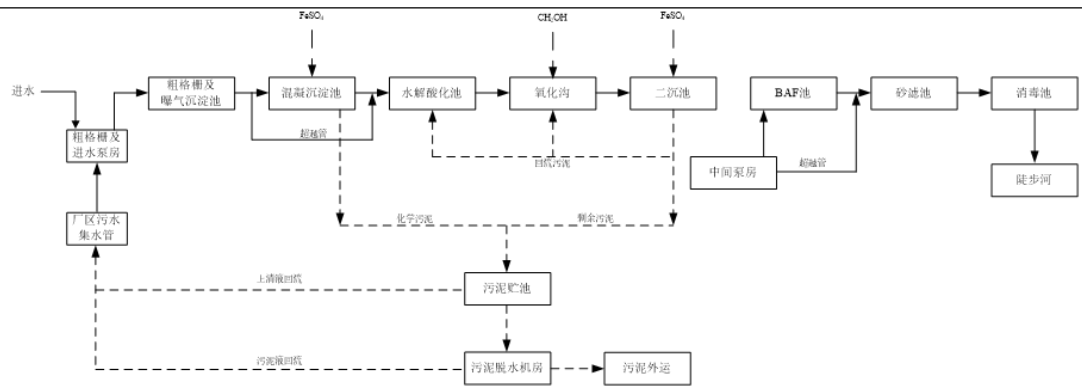 FeSO₄
CH₃OH
FeSO₄
进水
粗格栅及
曝气沉淀池
混凝沉淀池
水解酸化池
氧化沟
二沉池
BAF池
砂滤池
消毒池
粗格栅及
进水泵房
超越管
回流污泥
中间泵房
超越管
陡步河
厂区污水
集水管
化学污泥
剩余污泥
上清液回流
污泥贮池
污泥液回流
污泥脱水机房
污泥外运